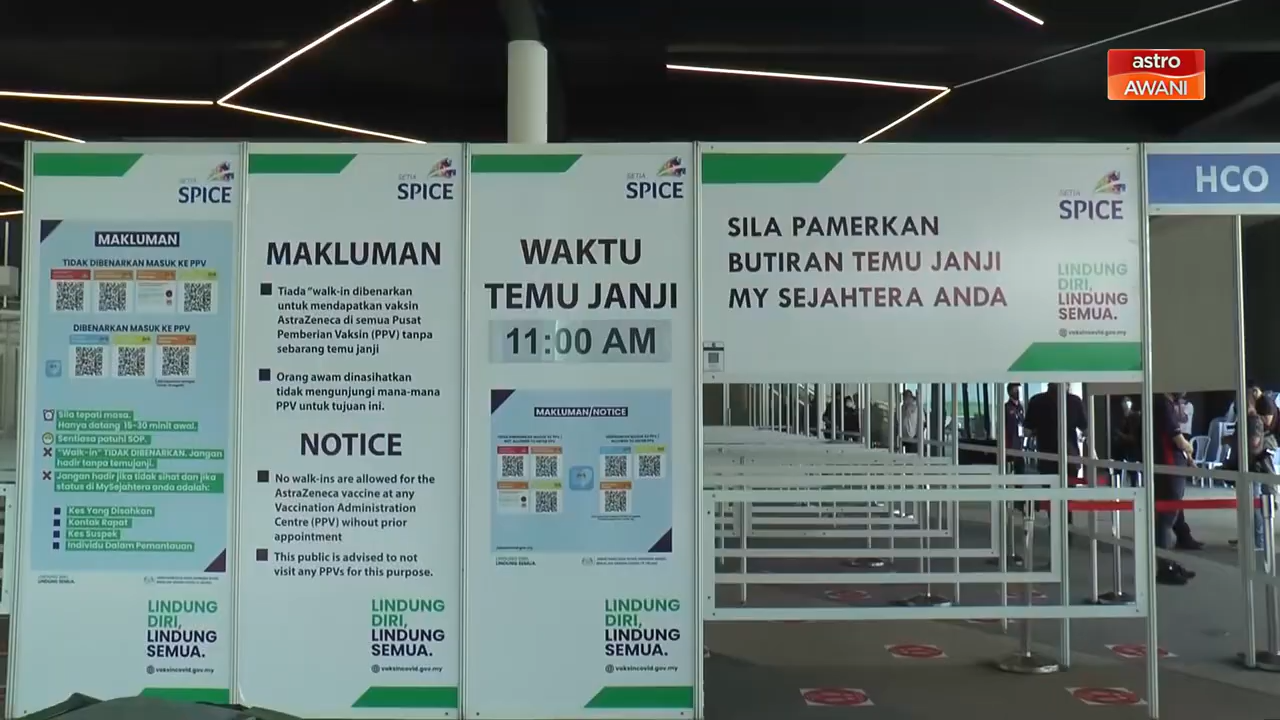 astro
AWANI
SETIA
SPICE
MAKLUMAN
TIDAK DIBENARKAN MASUK KE PPV
DIBENARKAN MASUK KE PPV
Sila tepati masa.
Hanya datang 15-30 minit awal.
Sentiasa patuhi SOP.
"Walk-in" TIDAK DIBENARKAN. Jangan
hadir tanpa temujanji.
Jangan hadir jika tidak sihat dan jika
status di MySejahtera anda adalah:
Kes Yang Disahkan
Kontak Rapat
Kes Suspek
Individu Dalam Pemantauan
LINDUNG DIRI,
LINDUNG SEMUA.
LINDUNG
DIRI,
LINDUNG
SEMUA.
vaksincovid.gov.my
SETIA
SPICE
MAKLUMAN
Tiada "walk-in dibenarkan
untuk mendapatkan vaksin
AstraZeneca di semua Pusat
Pemberian Vaksin (PPV) tanpa
sebarang temu janji
Orang awam dinasihatkan
tidak mengunjungi mana-mana
PPV untuk tujuan ini.
NOTICE
No walk-ins are allowed for the
AstraZeneca vaccine at any
Vaccination Administration
Centre (PPV) wihout prior
appointment
This public is advised to not
visit any PPVs for this purpose.
LINDUNG
DIRI,
LINDUNG
SEMUA.
vaksincovid.gov.my
SETIA
SPICE
WAKTU
TEMU JANJI
11:00 AM
MAKLUMAN/NOTICE
LINDUNG DIRI,
LINDUNG SEMUA.
LINDUNG
DIRI,
LINDUNG
SEMUA.
vaksincovid.gov.my
SETIA
SPICE
SILA PAMERKAN
BUTIRAN TEMU JANJI
MY SEJAHTERA ANDA
LINDUNG
DIRI,
LINDUNG
SEMUA.
vaksincovid.gov.my
HCO